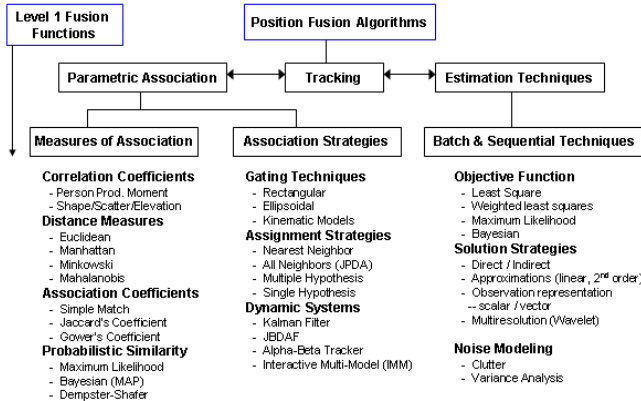 Level 1 Fusion
Functions
Position Fusion Algorithms
Parametric Association
Tracking
Estimation Techniques
Measures of Association
Association Strategies
Batch & Sequential Techniques
Correlation Coefficients
- Person Prod. Moment
- Shape/Scatter/Elevation
Distance Measures
- Euclidean
- Manhattan
- Minkowski
- Mahalanobis
Association Coefficients
- Simple Match
- Jaccard's Coefficient
- Gower's Coefficient
Probabilistic Similarity
- Maximum Likelihood
- Bayesian (MAP)
- Dempster-Shafer
Gating Techniques
- Rectangular
- Ellipsoidal
- Kinematic Models
Assignment Strategies
- Nearest Neighbor
- All Neighbors (JPDA)
- Multiple Hypothesis
- Single Hypothesis
Dynamic Systems
- Kalman Filter
- JBDAF
- Alpha-Beta Tracker
- Interactive Multi-Model (IMM)
Objective Function
- Least Square
- Weighted least squares
- Maximum Likelihood
- Bayesian
Solution Strategies
- Direct / Indirect
- Approximations (linear, 2nd order)
- Observation representation
-- scalar / vector
- Multiresolution (Wavelet)
Noise Modeling
- Clutter
- Variance Analysis